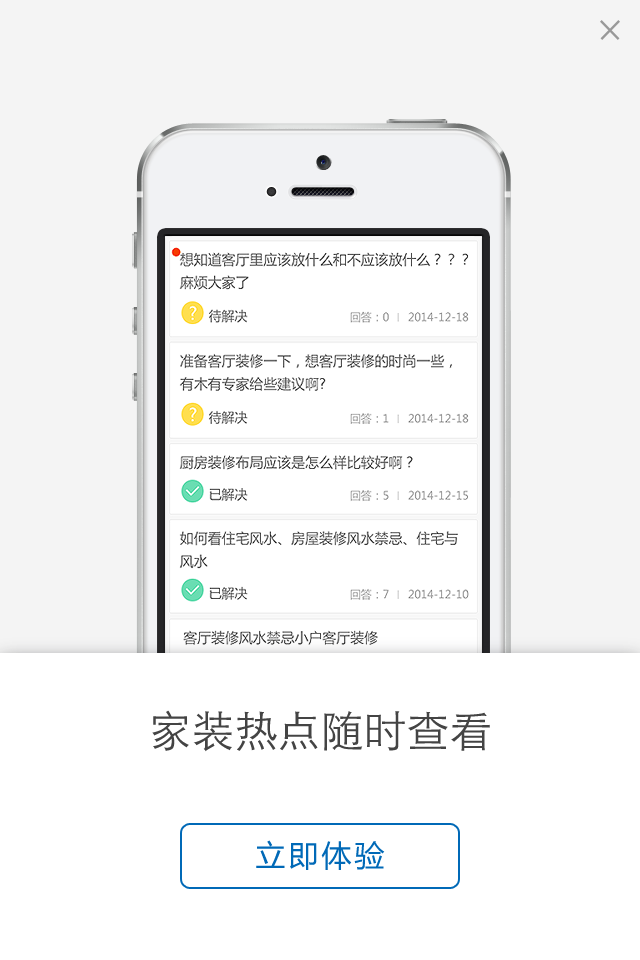 想知道客厅里应该放什么和不应该放什么？？？
麻烦大家了
待解决
回答：0 | 2014-12-18
准备客厅装修一下，想客厅装修的时尚一些，
有木有专家给些建议啊?
待解决
回答：1 | 2014-12-18
厨房装修布局应该是怎么样比较好啊？
已解决
回答：5 | 2014-12-15
如何看住宅风水、房屋装修风水禁忌、住宅与
风水
已解决
回答：7 | 2014-12-10
客厅装修风水禁忌小户客厅装修
家装热点随时查看
立即体验